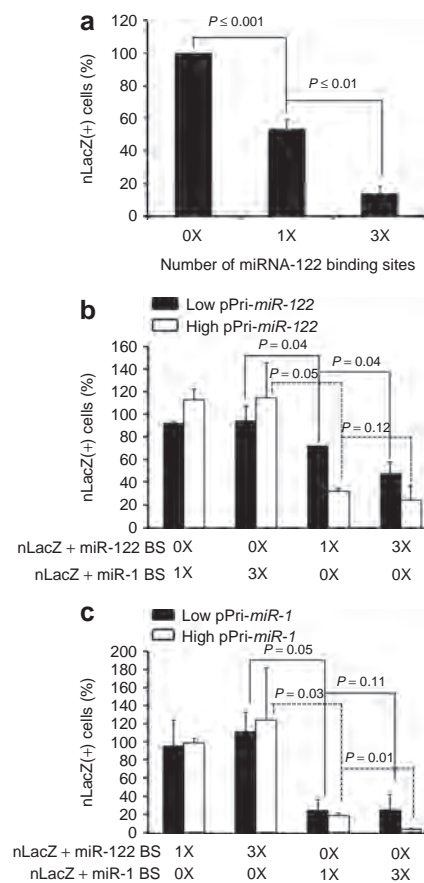 a
P ≤ 0.001
P ≤ 0.01
nLacZ(+) cells (%)
120
100
80
60
40
20
0
0X 1X 3X
Number of miRNA-122 binding sites
b
Low pPri-miR-122
High pPri-miR-122
P = 0.04
P = 0.04
P = 0.05
P = 0.12
nLacZ(+) cells (%)
160
140
120
100
80
60
40
20
0
nLacZ + miR-122 BS 0X 0X 1X 3X
nLacZ + miR-1 BS 1X 3X 0X 0X
c
Low pPri-miR-1
High pPri-miR-1
P = 0.05
P = 0.11
P = 0.03
P = 0.01
nLacZ(+) cells (%)
200
180
160
140
120
100
80
60
40
20
0
nLacZ + miR-122 BS 1X 3X 0X 0X
nLacZ + miR-1 BS 0X 0X 1X 3X